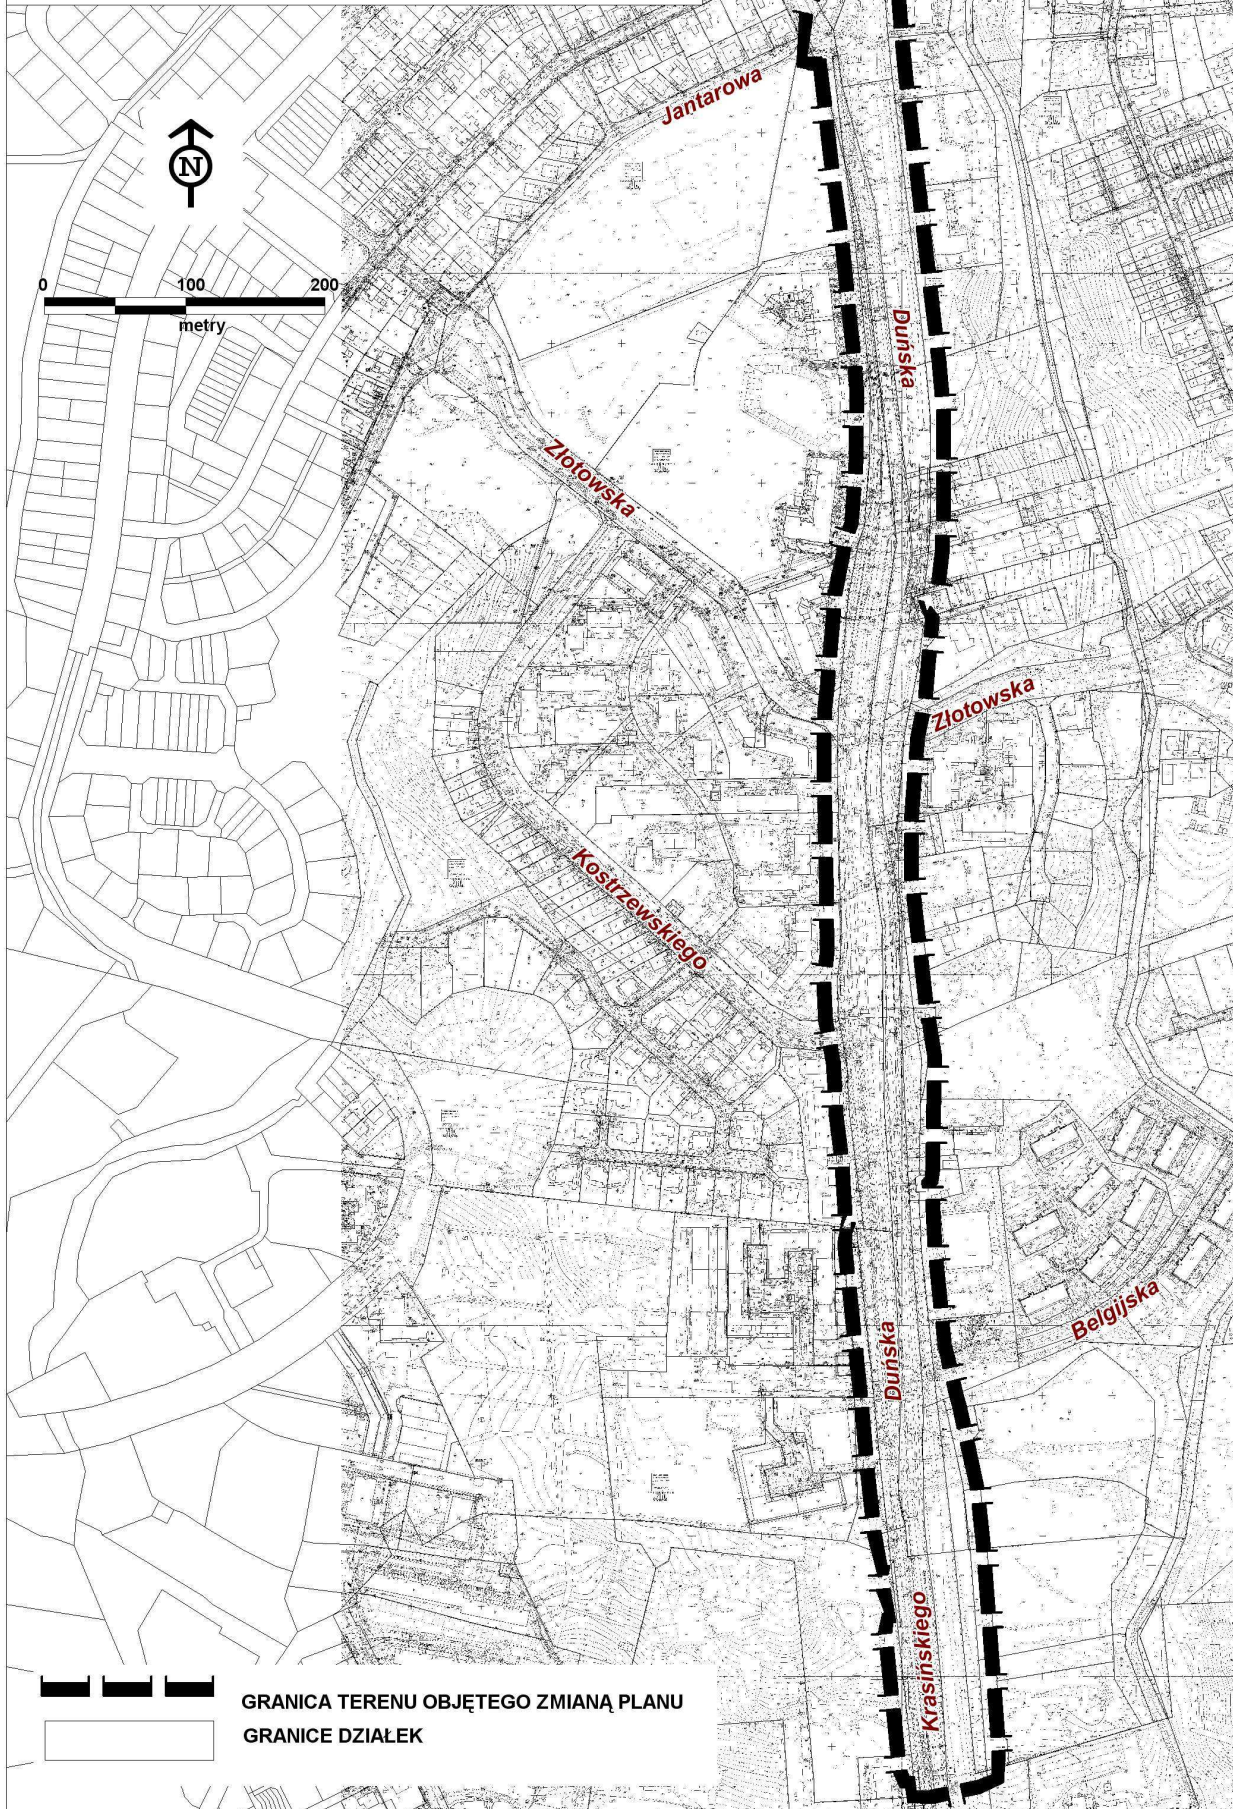 Jantarowa
N
0 100 200
metry
Duńska
Złotowska
Złotowska
Kostrzewskiego
Belgijska
Duńska
Krasińskiego
GRANICA TERENU OBJĘTEGO ZMIANĄ PLANU
GRANICE DZIAŁEK